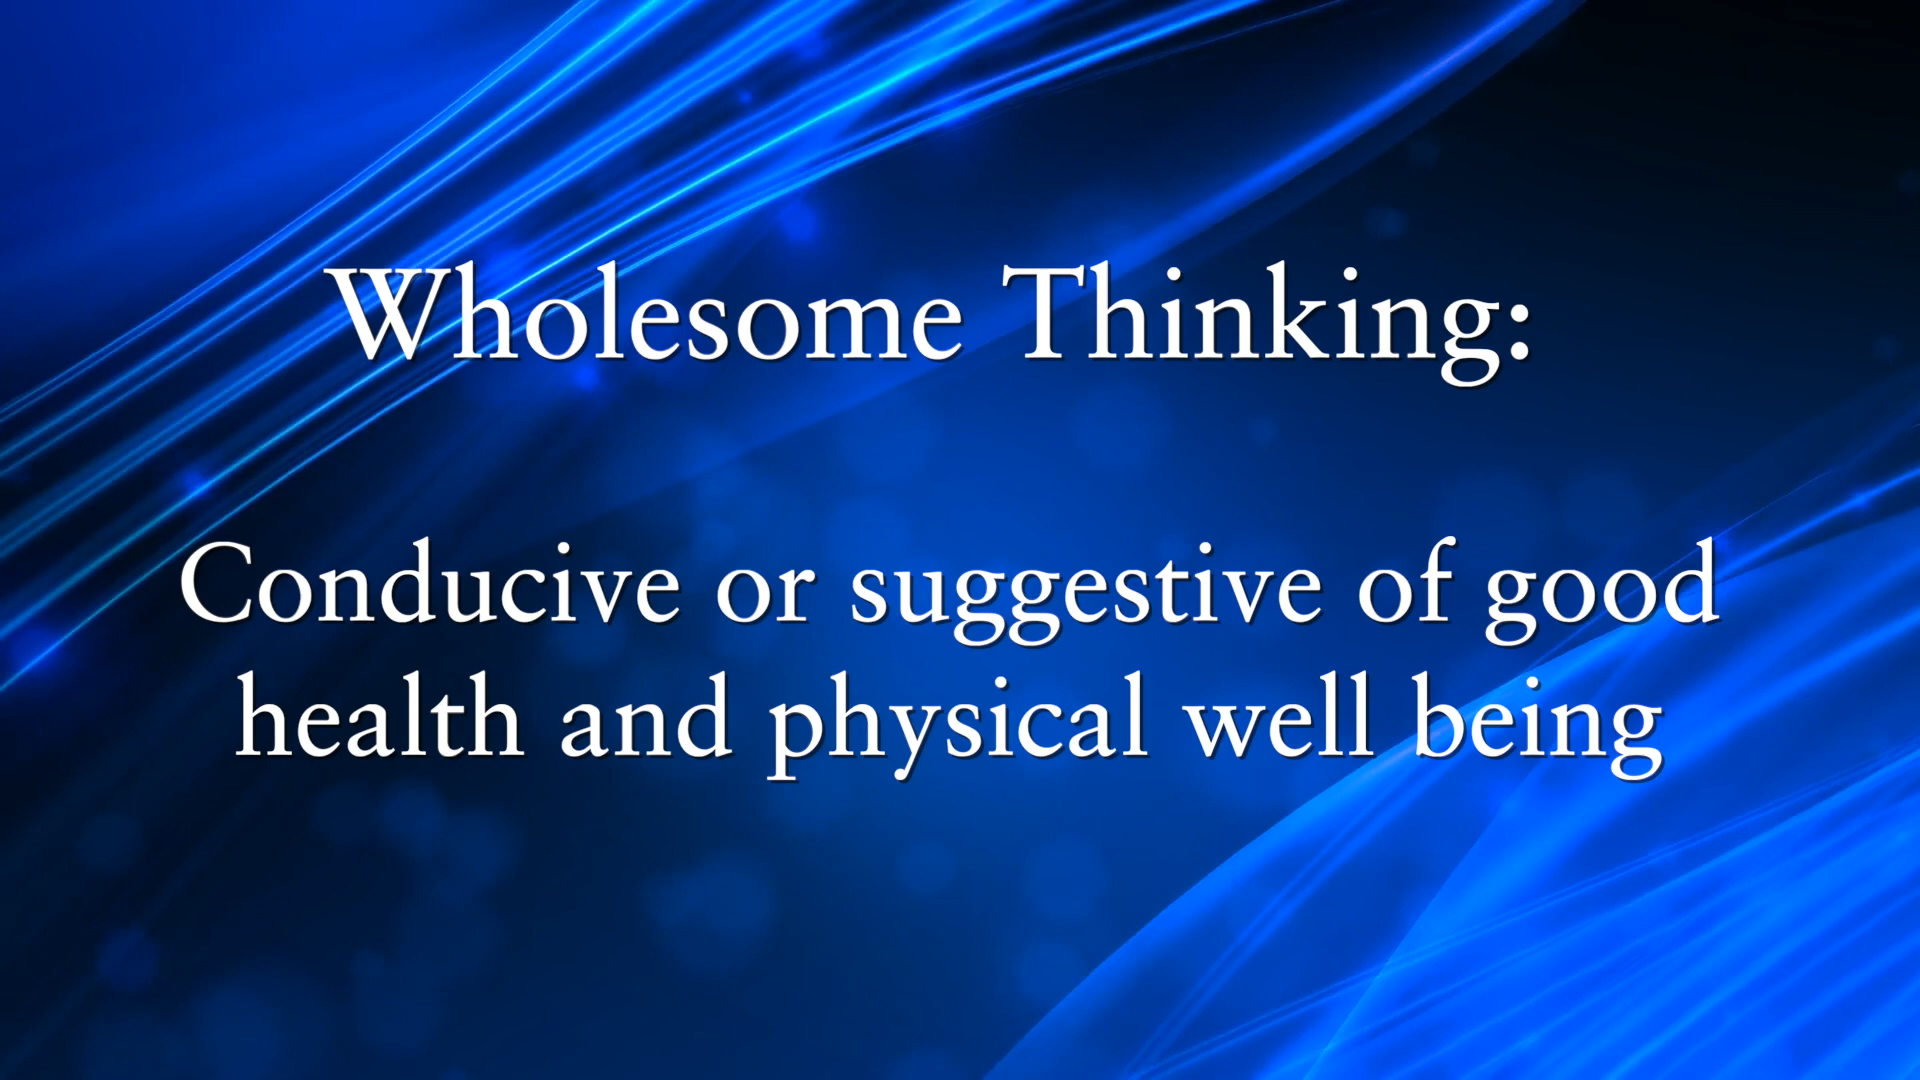 Wholesome Thinking:
Conducive or suggestive of good
health and physical well being